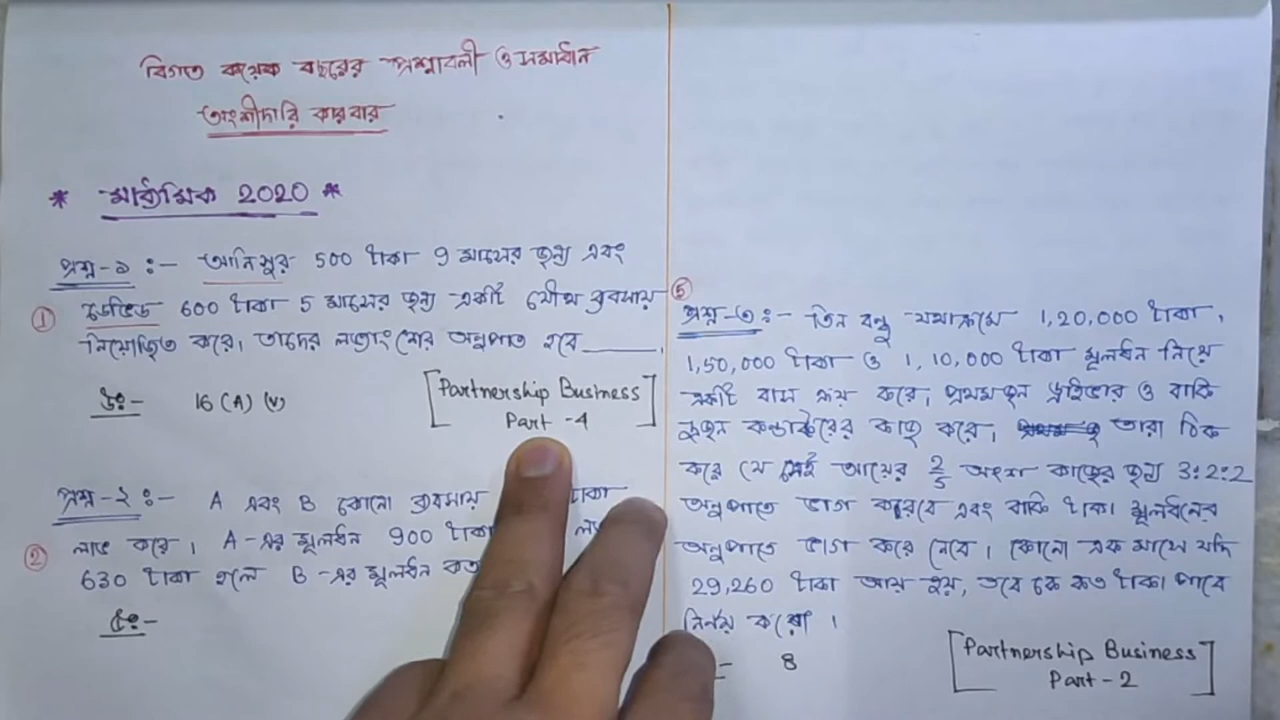 বিগত কয়েক বছরের প্রশ্নাবলী ও সমাধান
অংশীদারি কারবার
* মাধ্যমিক 2020 *
প্রশ্ন-১ :- আনিসুর 500 টাকা 9 মাসের জন্য এবং
① ডেভিড 600 টাকা 5 মাসের জন্য একটি যৌথ ব্যবসায়
নিয়োজিত করে। তাদের লভ্যাংশের অনুপাত হবে ______.
উঃ- 16 (A) (v)
[Partnership Business
Part -4]
প্রশ্ন-২ :- A এবং B কোনো ব্যবসায় টাকা
② লাভ করে। A-এর মূলধন 900 টাকা
630 টাকা হলে B-এর মূলধন কত
উঃ-
⑤ প্রশ্ন-৩ :- তিন বন্ধু যথাক্রমে 1,20,000 টাকা,
1,50,000 টাকা ও 1,10,000 টাকা মূলধন নিয়ে
একটি বাস ক্রয় করে। প্রথমজন ড্রাইভার ও বাকি
দুজন কন্ডাক্টরের কাজ করে। তারা ঠিক
করে যে সেই আয়ের 2/5 অংশ কাজের জন্য 3:2:2
অনুপাতে ভাগ করবে এবং বাকি টাকা মূলধনের
অনুপাতে ভাগ করে নেবে। কোনো এক মাসে যদি
29,260 টাকা আয় হয়, তবে কে কত টাকা পাবে
নির্ণয় করো।
8
[Partnership Business
Part - 2]